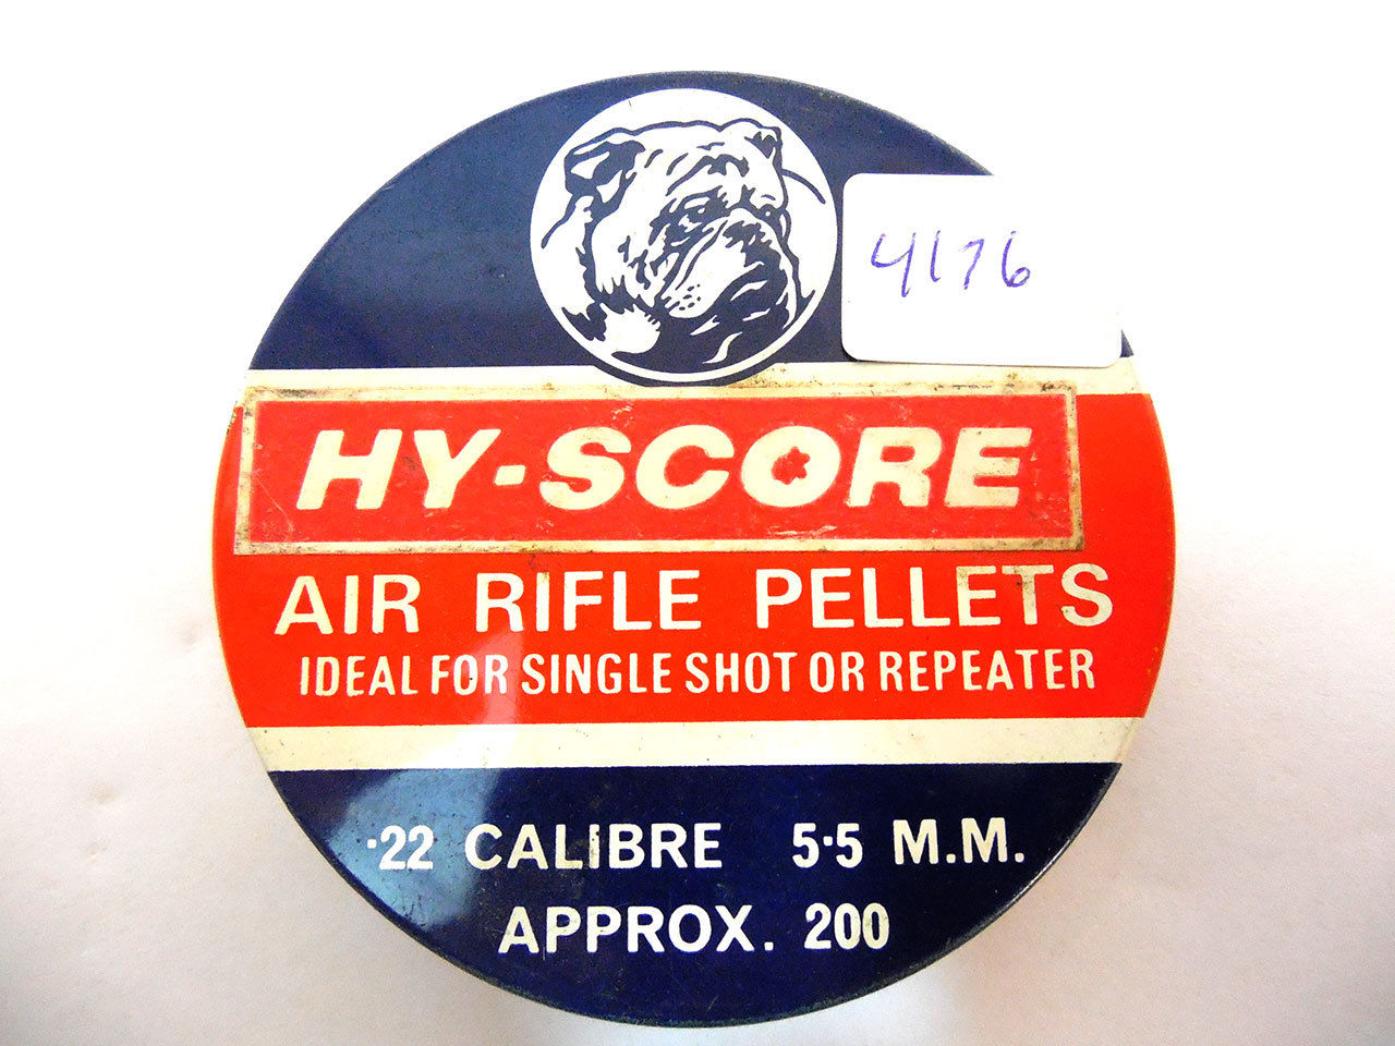 4176
HY-SCORE
AIR RIFLE PELLETS
IDEAL FOR SINGLE SHOT OR REPEATER
·22 CALIBRE 5·5 M.M.
APPROX. 200